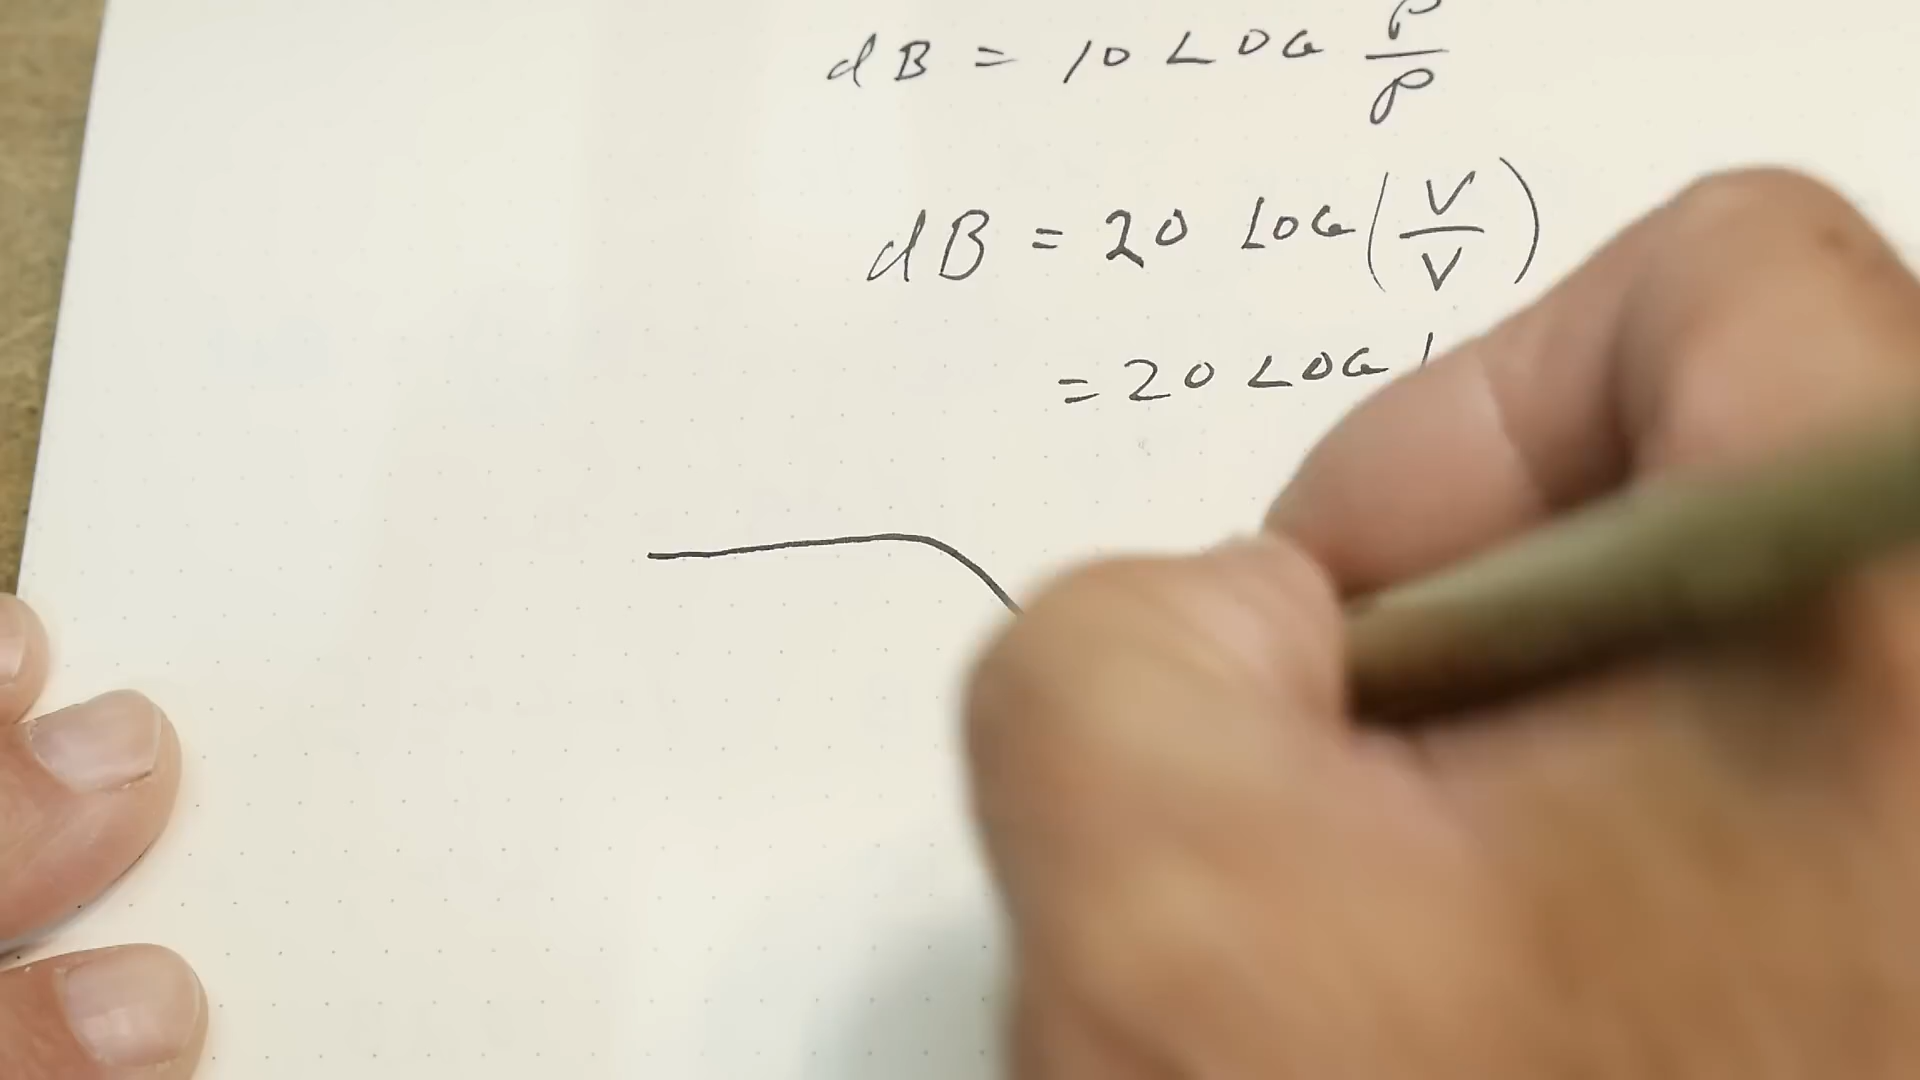 dB = 10 LOG P/P
dB = 20 LOG (V/V)
= 20 LOG